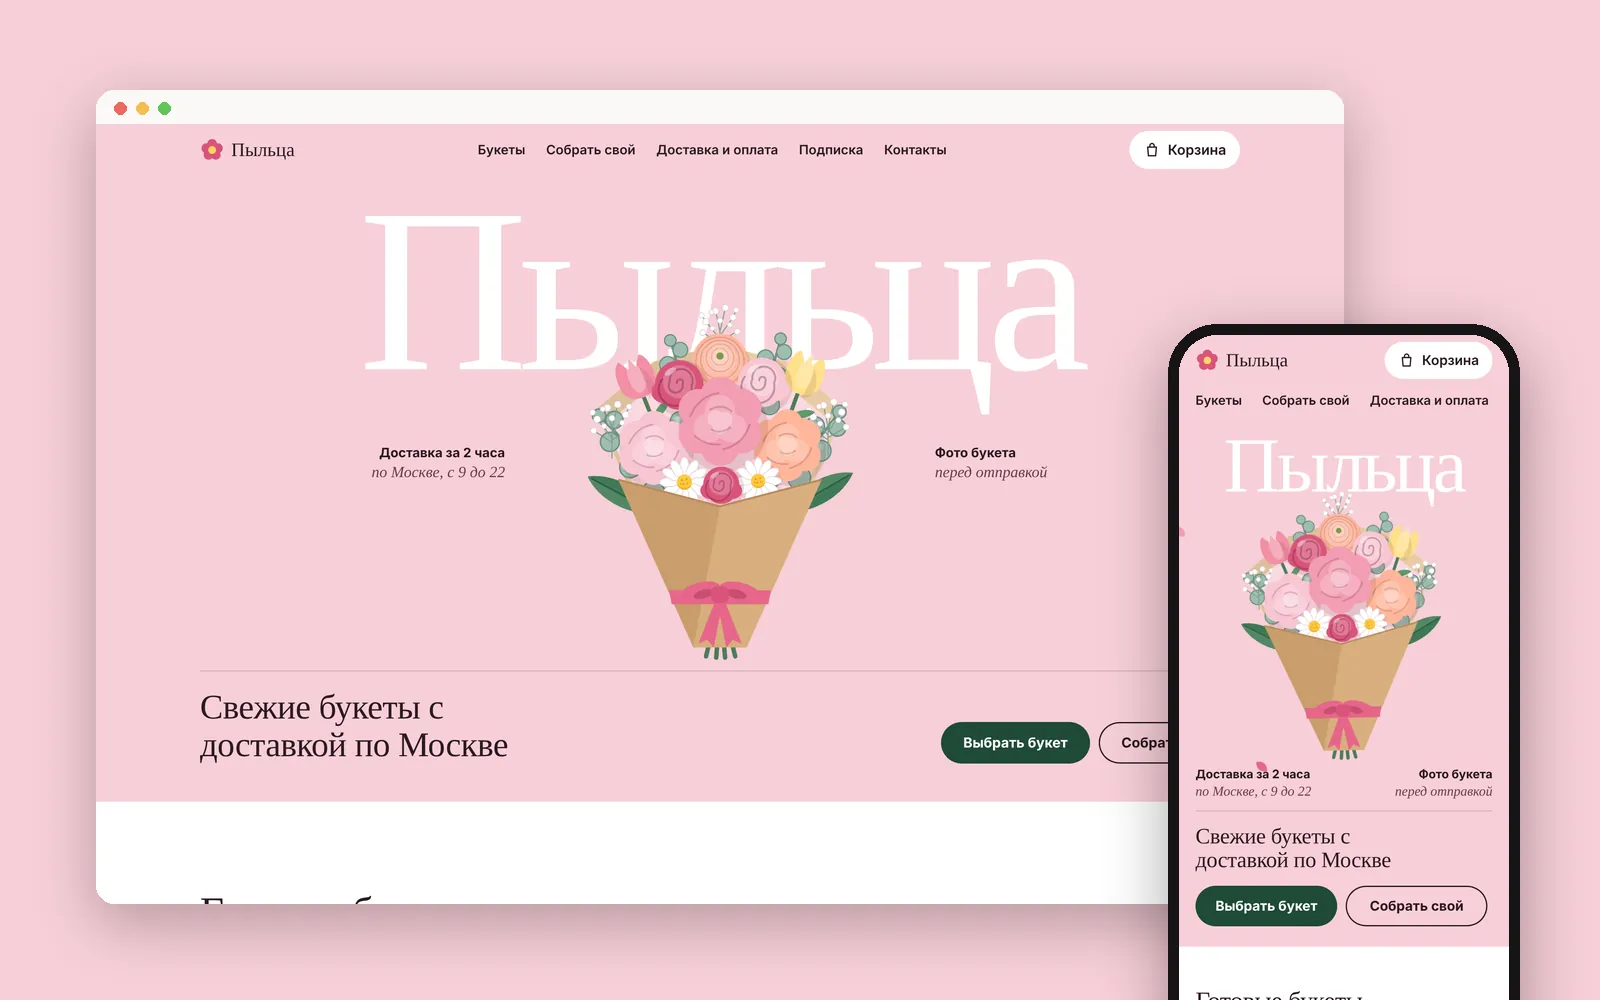 Пыльца
Букеты Собрать свой Доставка и оплата Подписка Контакты
Корзина
Пыльца
Доставка за 2 часа
по Москве, с 9 до 22
Фото букета
перед отправкой
Свежие букеты с
доставкой по Москве
Выбрать букет
Пыльца
Корзина
Букеты Собрать свой Доставка и оплата
Пыльца
Доставка за 2 часа
по Москве, с 9 до 22
Фото букета
перед отправкой
Свежие букеты с
доставкой по Москве
Выбрать букет
Собрать свой